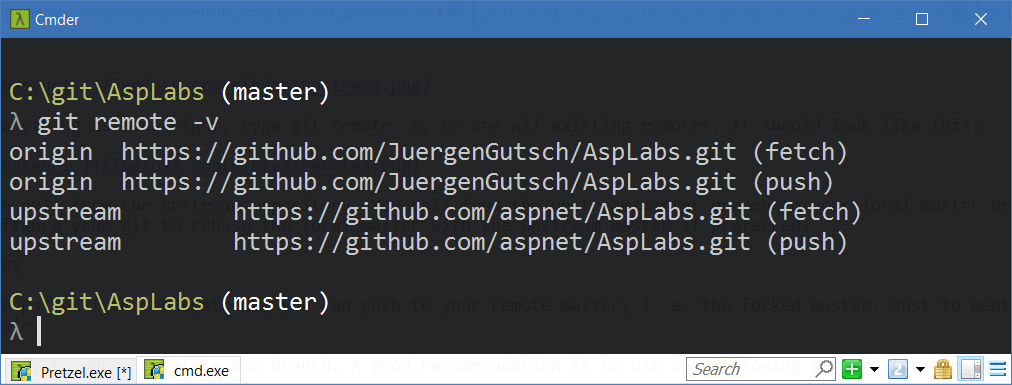 Cmder
C:\git\AspLabs (master)
λ git remote -v
origin  https://github.com/JuergenGutsch/AspLabs.git (fetch)
origin  https://github.com/JuergenGutsch/AspLabs.git (push)
upstream        https://github.com/aspnet/AspLabs.git (fetch)
upstream        https://github.com/aspnet/AspLabs.git (push)
C:\git\AspLabs (master)
λ
Pretzel.exe [*] cmd.exe Search